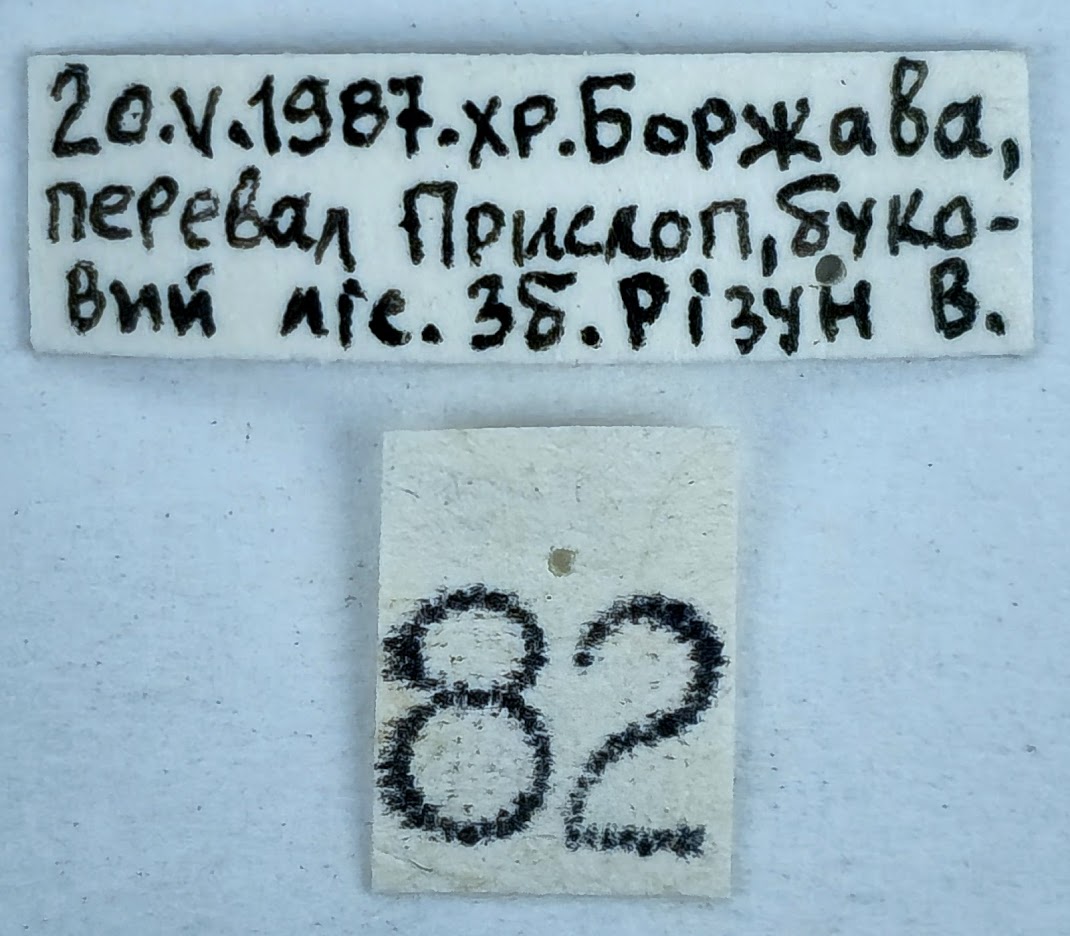 20.V.1987.хр.Боржава,
перевал Прислоп, буко-
вий ліс. Зб. Різун В.
82